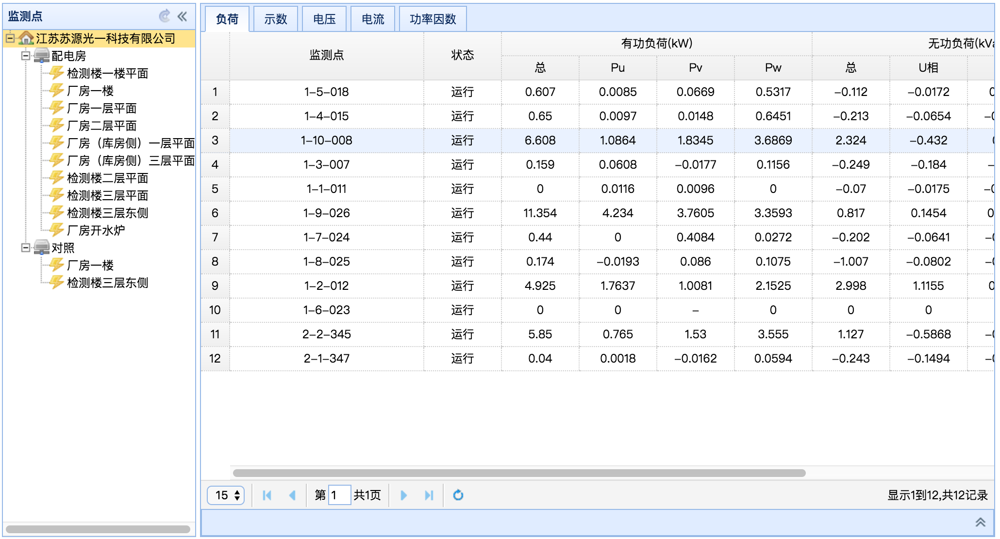 监测点
江苏苏源光一科技有限公司
配电房
检测楼一楼平面
厂房一楼
厂房一层平面
厂房二层平面
厂房（库房侧）一层平面
厂房（库房侧）三层平面
检测楼二层平面
检测楼三层平面
检测楼三层东侧
厂房开水炉
对照
厂房一楼
检测楼三层东侧
负荷 示数 电压 电流 功率因数
监测点 状态 有功负荷(kW) 无功负荷(kVa
总 Pu Pv Pw 总 U相
1 1-5-018 运行 0.607 0.0085 0.0669 0.5317 -0.112 -0.0172
2 1-4-015 运行 0.65 0.0097 0.0148 0.6451 -0.213 -0.0654
3 1-10-008 运行 6.608 1.0864 1.8345 3.6869 2.324 -0.432
4 1-3-007 运行 0.159 0.0608 -0.0177 0.1156 -0.249 -0.184
5 1-1-011 运行 0 0.0116 0.0096 0 -0.07 -0.0175
6 1-9-026 运行 11.354 4.234 3.7605 3.3593 0.817 0.1454
7 1-7-024 运行 0.44 0 0.4084 0.0272 -0.202 -0.0641
8 1-8-025 运行 0.174 -0.0193 0.086 0.1075 -1.007 -0.0802
9 1-2-012 运行 4.925 1.7637 1.0081 2.1525 2.998 1.1155
10 1-6-023 运行 0 0 - 0 0 0
11 2-2-345 运行 5.85 0.765 1.53 3.555 1.127 -0.5868
12 2-1-347 运行 0.04 0.0018 -0.0162 0.0594 -0.243 -0.1494
15 第 1 共1页 显示1到12,共12记录